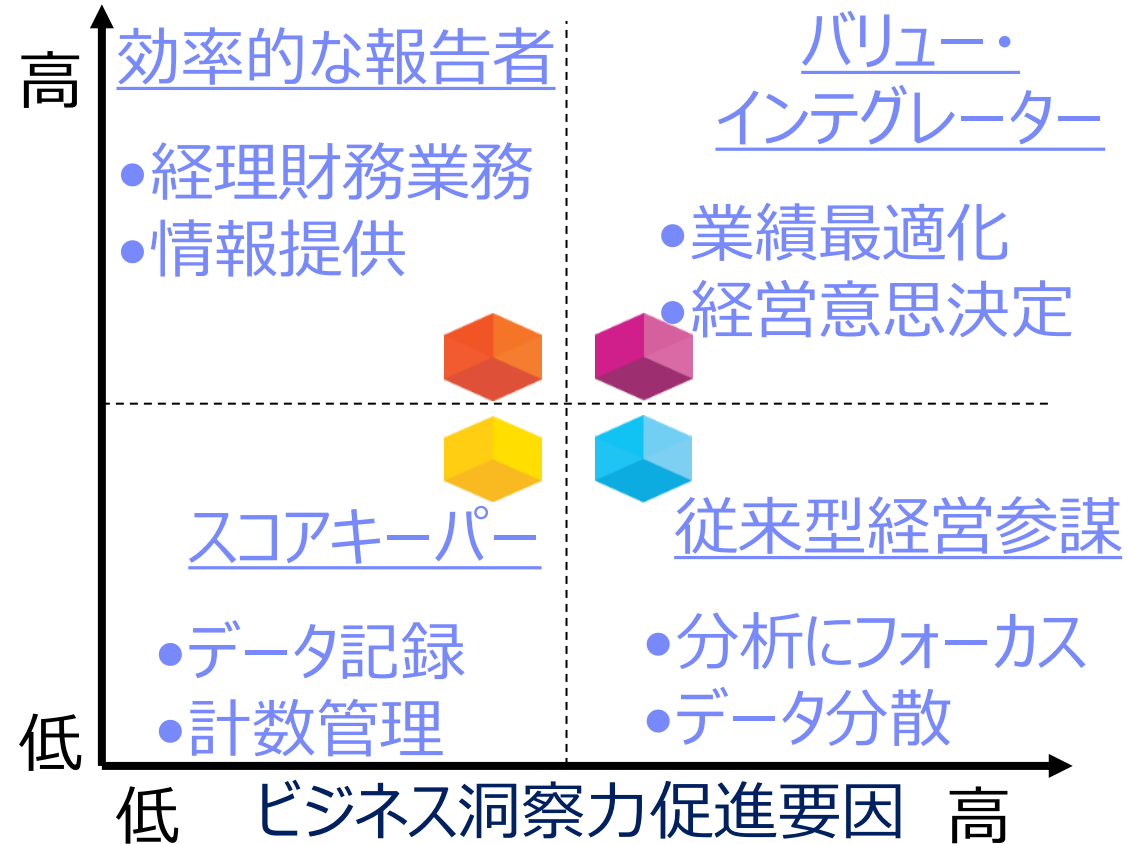 高
効率的な報告者
●経理財務業務
●情報提供
バリュー・
インテグレーター
●業績最適化
●経営意思決定
スコアキーパー
●データ記録
●計数管理
従来型経営参謀
●分析にフォーカス
●データ分散
低
低
ビジネス洞察力促進要因
高